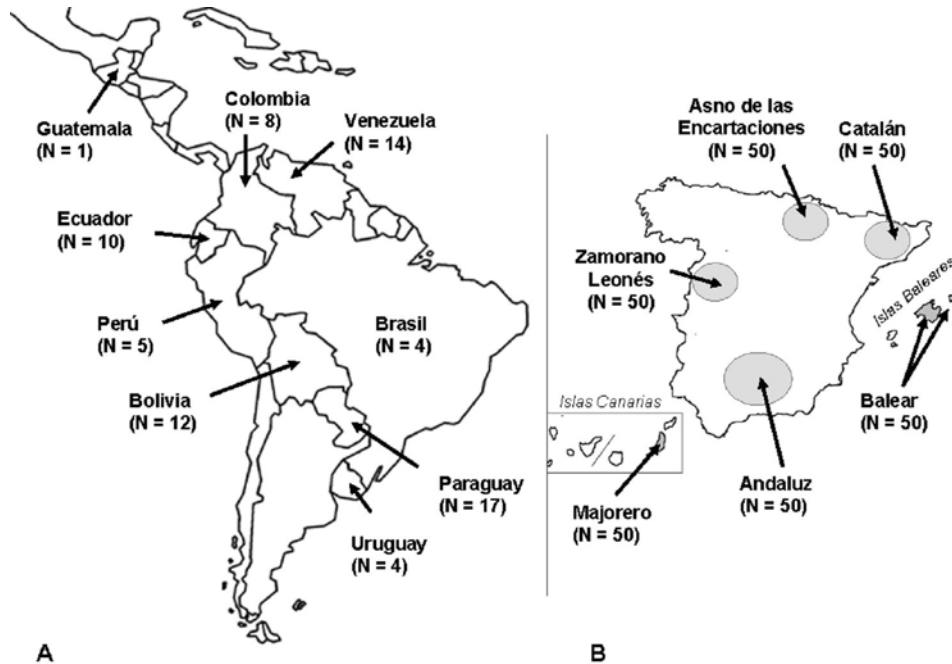 Guatemala
(N = 1)
Colombia
(N = 8)
Venezuela
(N = 14)
Ecuador
(N = 10)
Perú
(N = 5)
Brasil
(N = 4)
Bolivia
(N = 12)
Paraguay
(N = 17)
Uruguay
(N = 4)
A
Asno de las
Encartaciones
(N = 50)
Catalán
(N = 50)
Zamorano
Leonés
(N = 50)
Islas Baleares
Balear
(N = 50)
Islas Canarias
Andaluz
(N = 50)
Majorero
(N = 50)
B